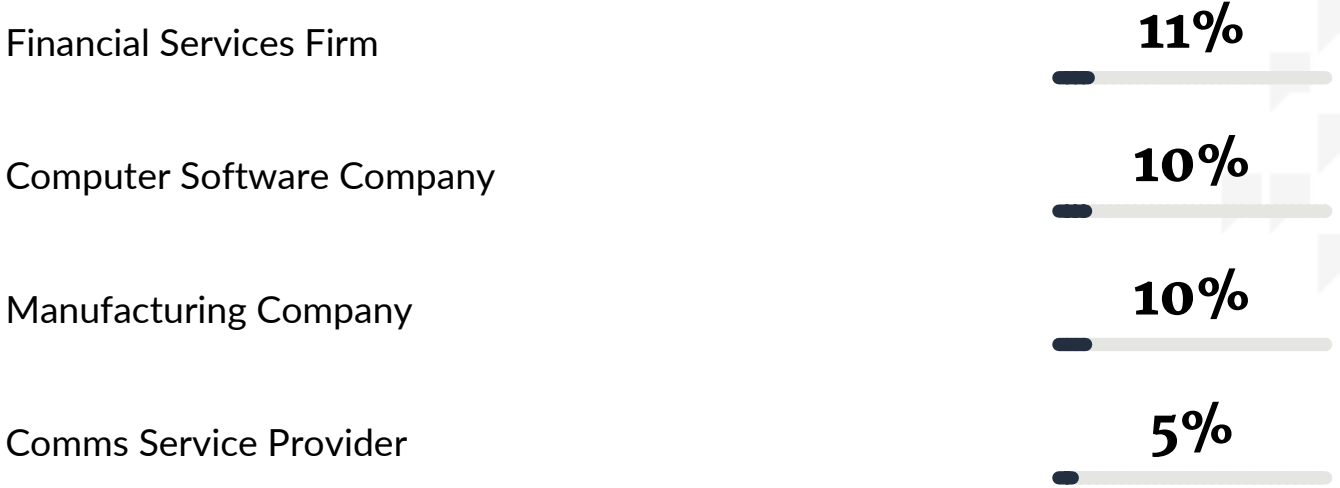 Financial Services Firm 11%
Computer Software Company 10%
Manufacturing Company 10%
Comms Service Provider 5%